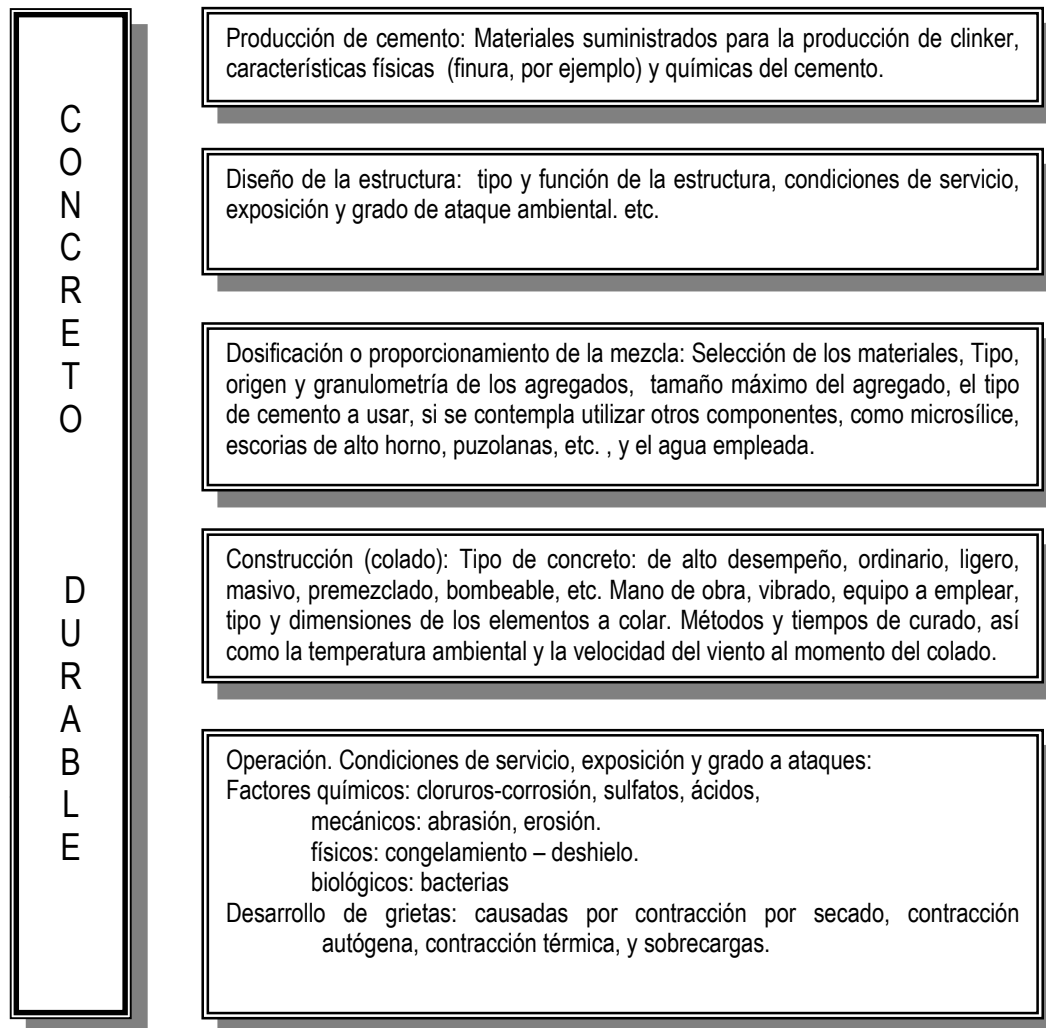 C
O
N
C
R
E
T
O
D
U
R
A
B
L
E
Producción de cemento: Materiales suministrados para la producción de clinker,
características físicas (finura, por ejemplo) y químicas del cemento.
Diseño de la estructura: tipo y función de la estructura, condiciones de servicio,
exposición y grado de ataque ambiental. etc.
Dosificación o proporcionamiento de la mezcla: Selección de los materiales, Tipo,
origen y granulometría de los agregados, tamaño máximo del agregado, el tipo
de cemento a usar, si se contempla utilizar otros componentes, como microsílice,
escorias de alto horno, puzolanas, etc. , y el agua empleada.
Construcción (colado): Tipo de concreto: de alto desempeño, ordinario, ligero,
masivo, premezclado, bombeable, etc. Mano de obra, vibrado, equipo a emplear,
tipo y dimensiones de los elementos a colar. Métodos y tiempos de curado, así
como la temperatura ambiental y la velocidad del viento al momento del colado.
Operación. Condiciones de servicio, exposición y grado a ataques:
Factores químicos: cloruros-corrosión, sulfatos, ácidos,
mecánicos: abrasión, erosión.
físicos: congelamiento – deshielo.
biológicos: bacterias
Desarrollo de grietas: causadas por contracción por secado, contracción
autógena, contracción térmica, y sobrecargas.